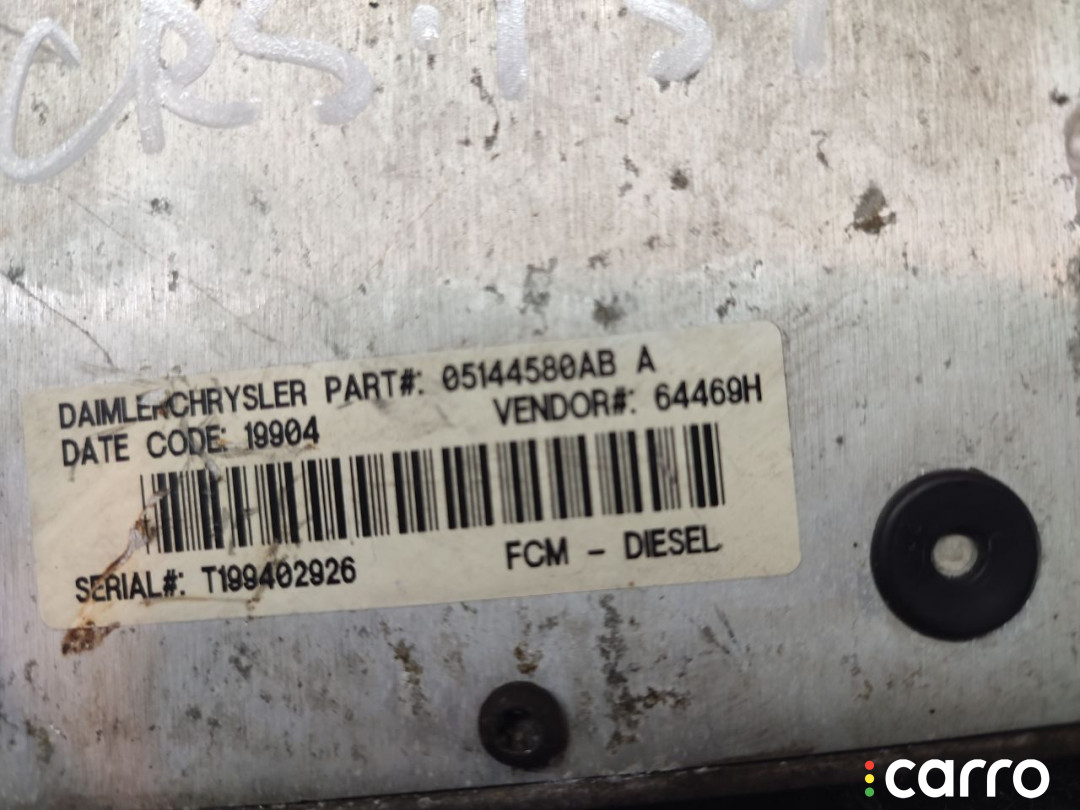 DAIMLERCHRYSLER PART#: 05144580AB A
DATE CODE: 19904 VENDOR#: 64469H
SERIAL#: T199402926 FCM - DIESEL
carro